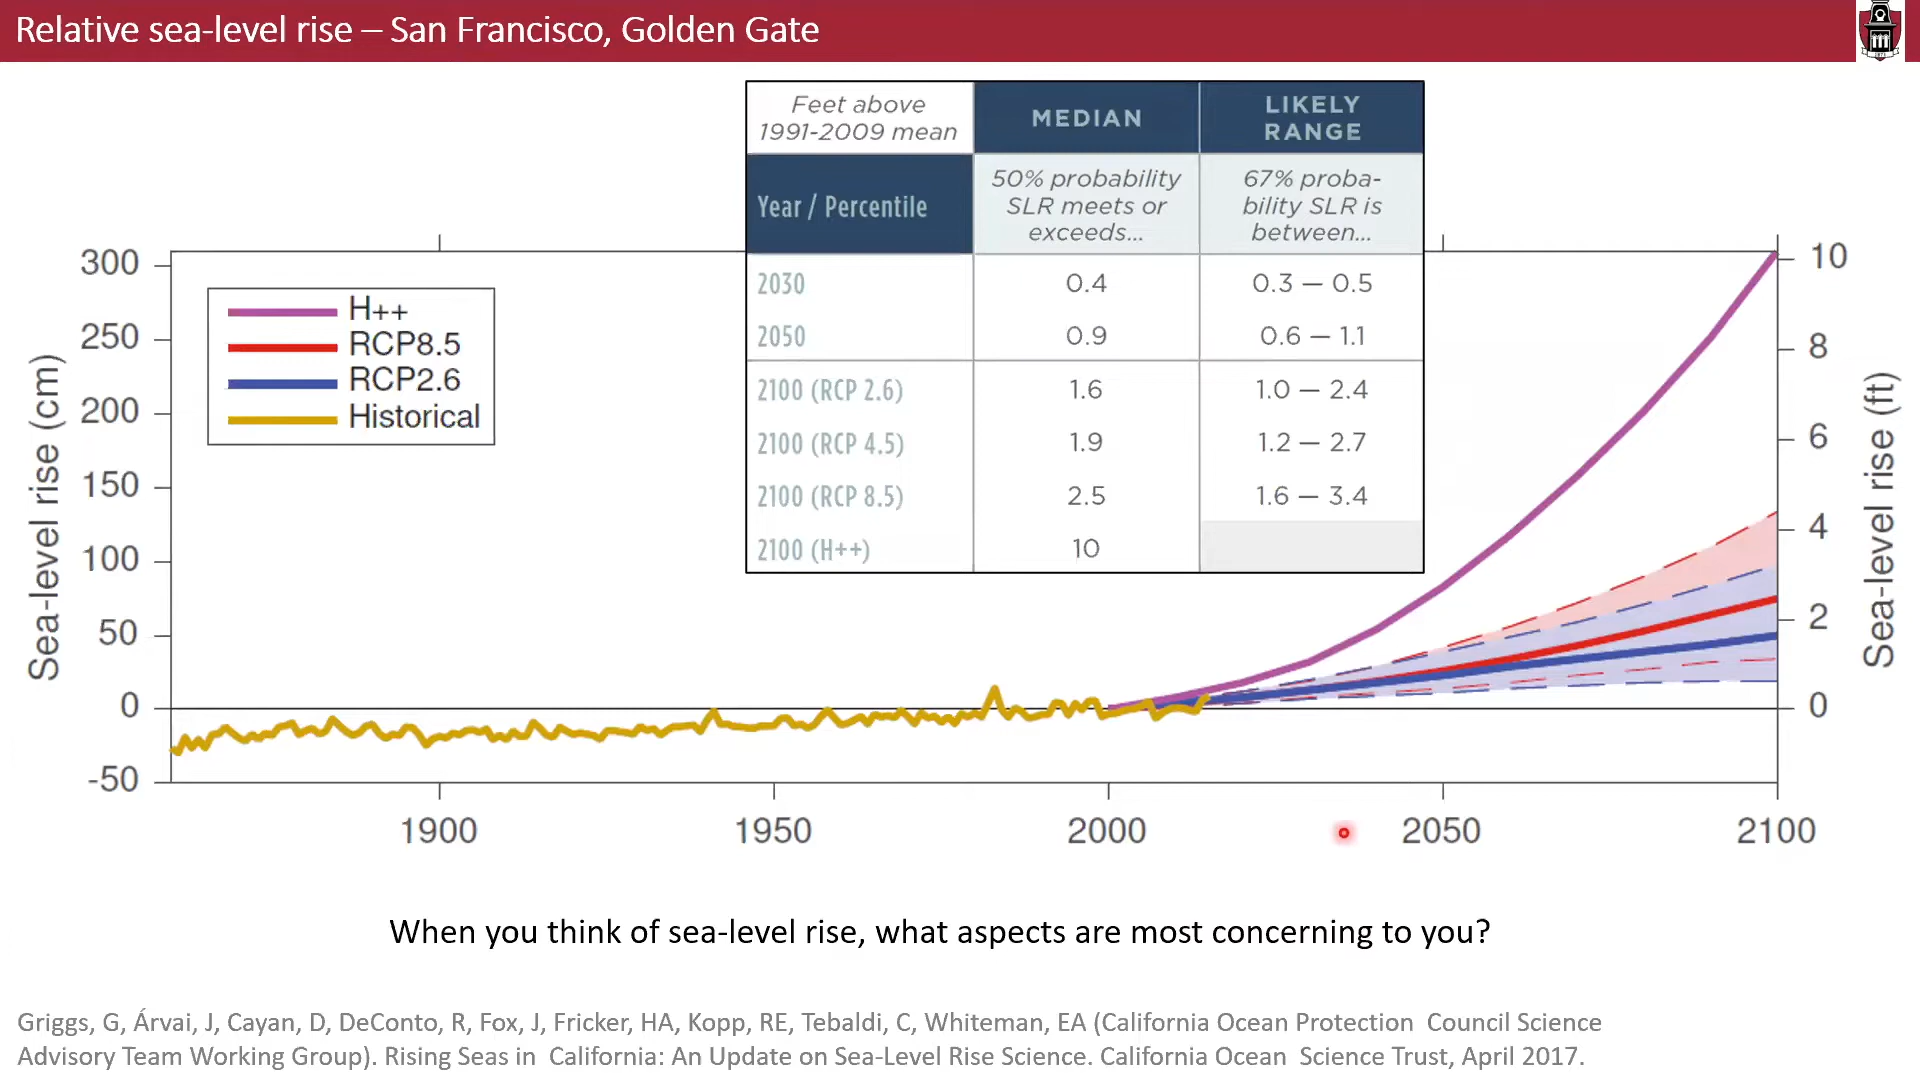 Relative sea-level rise – San Francisco, Golden Gate
Feet above
1991-2009 mean
MEDIAN
LIKELY
RANGE
Year / Percentile
50% probability
SLR meets or
exceeds...
67% proba-
bility SLR is
between...
2030 0.4 0.3 — 0.5
2050 0.9 0.6 — 1.1
2100 (RCP 2.6) 1.6 1.0 — 2.4
2100 (RCP 4.5) 1.9 1.2 — 2.7
2100 (RCP 8.5) 2.5 1.6 — 3.4
2100 (H++) 10
H++
RCP8.5
RCP2.6
Historical
Sea-level rise (cm)
300
250
200
150
100
50
0
-50
10
8
6
4
2
0
Sea-level rise (ft)
1900 1950 2000 2050 2100
When you think of sea-level rise, what aspects are most concerning to you?
Griggs, G, Árvai, J, Cayan, D, DeConto, R, Fox, J, Fricker, HA, Kopp, RE, Tebaldi, C, Whiteman, EA (California Ocean Protection Council Science
Advisory Team Working Group). Rising Seas in California: An Update on Sea-Level Rise Science. California Ocean Science Trust, April 2017.